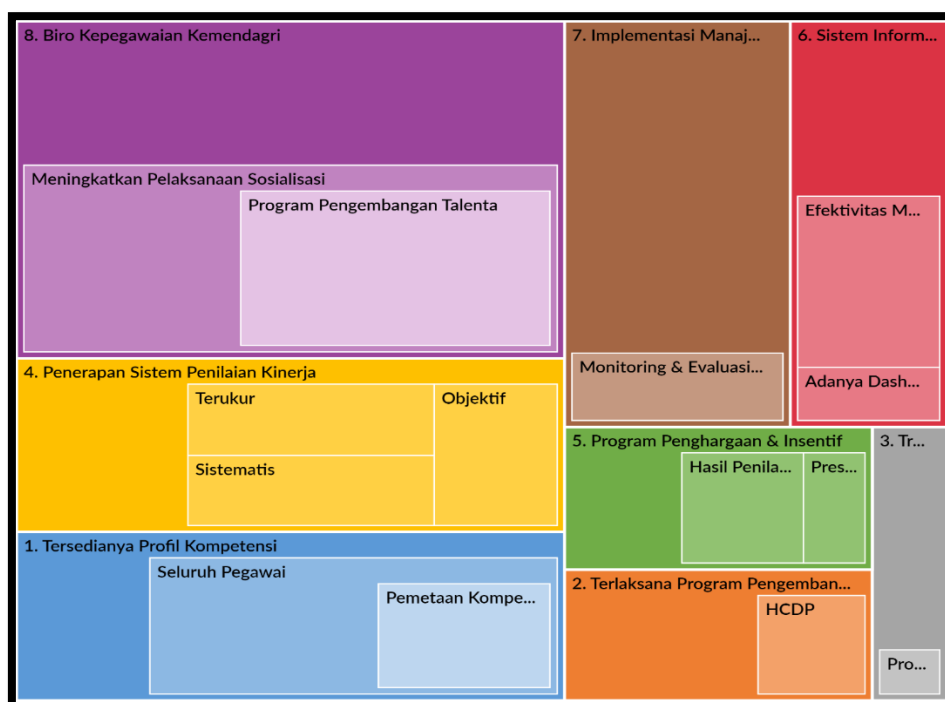 8. Biro Kepegawaian Kemendagri
Meningkatkan Pelaksanaan Sosialisasi
Program Pengembangan Talenta
7. Implementasi Manaj...
Monitoring & Evaluasi...
6. Sistem Inform...
Efektivitas M...
Adanya Dash...
4. Penerapan Sistem Penilaian Kinerja
Terukur
Objektif
Sistematis
5. Program Penghargaan & Insentif
Hasil Penila...
Pres...
3. Tr...
Pro...
1. Tersedianya Profil Kompetensi
Seluruh Pegawai
Pemetaan Kompe...
2. Terlaksana Program Pengemban...
HCDP